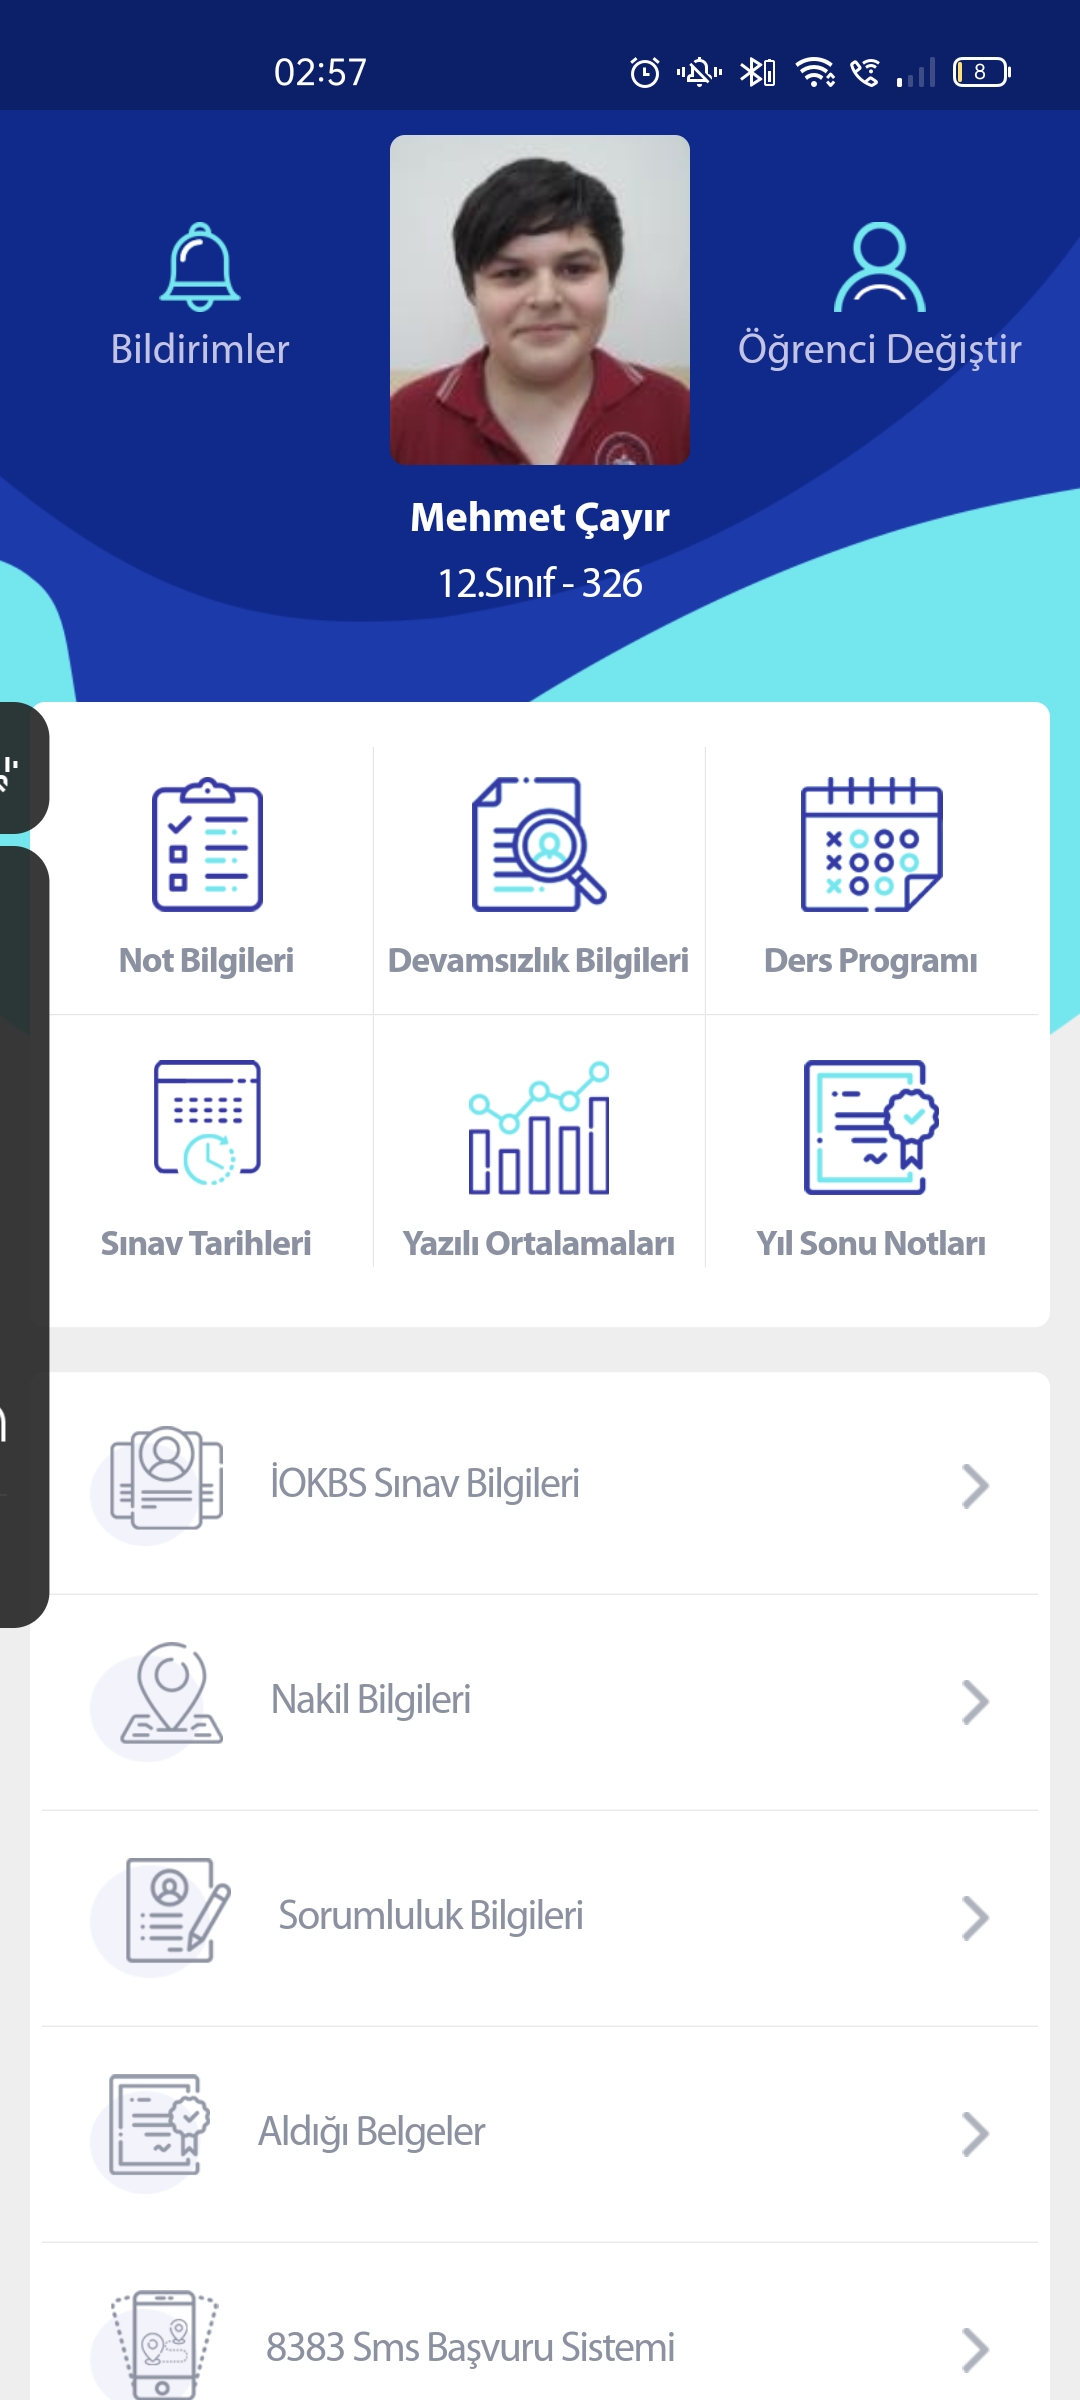 02:57
8
Bildirimler
Öğrenci Değiştir
Mehmet Çayır
12.Sınıf - 326
Not Bilgileri
Devamsızlık Bilgileri
Ders Programı
Sınav Tarihleri
Yazılı Ortalamaları
Yıl Sonu Notları
İOKBS Sınav Bilgileri
Nakil Bilgileri
Sorumluluk Bilgileri
Aldığı Belgeler
8383 Sms Başvuru Sistemi